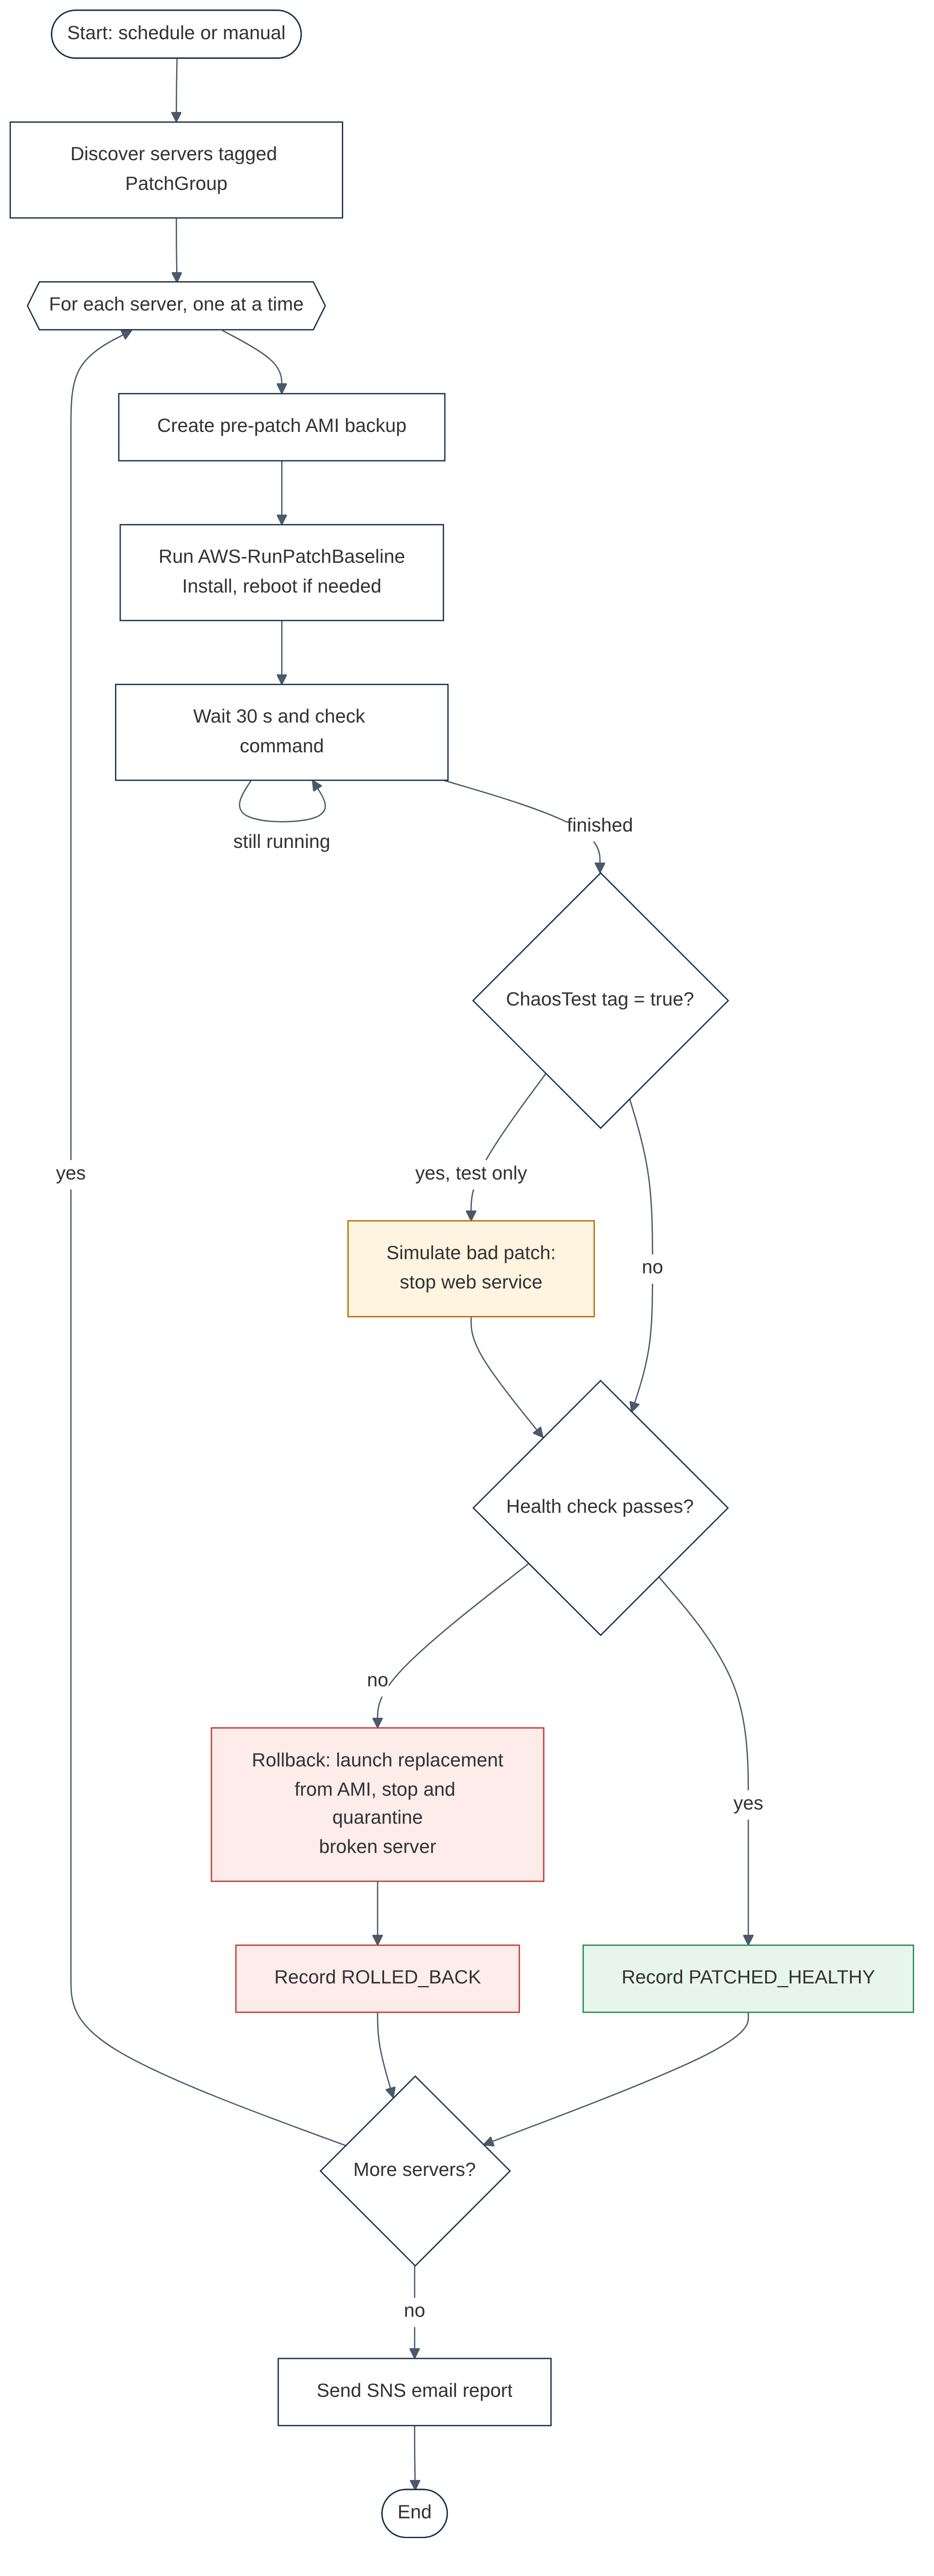 Start: schedule or manual
Discover servers tagged
PatchGroup
For each server, one at a time
Create pre-patch AMI backup
Run AWS-RunPatchBaseline
Install, reboot if needed
Wait 30 s and check
command
finished
still running
ChaosTest tag = true?
yes
yes, test only
Simulate bad patch:
stop web service
no
Health check passes?
no
Rollback: launch replacement
from AMI, stop and
quarantine
broken server
yes
Record ROLLED_BACK
Record PATCHED_HEALTHY
More servers?
no
Send SNS email report
End